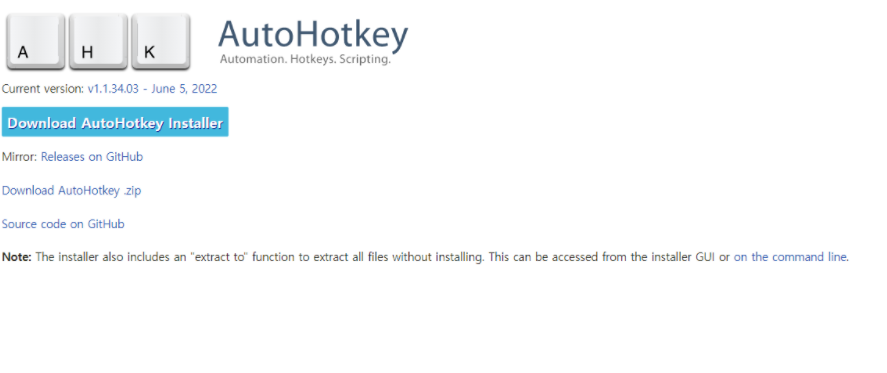 A H K
AutoHotkey
Automation. Hotkeys. Scripting.
Current version: v1.1.34.03 - June 5, 2022
Download AutoHotkey Installer
Mirror: Releases on GitHub
Download AutoHotkey .zip
Source code on GitHub
Note: The installer also includes an "extract to" function to extract all files without installing. This can be accessed from the installer GUI or on the command line.